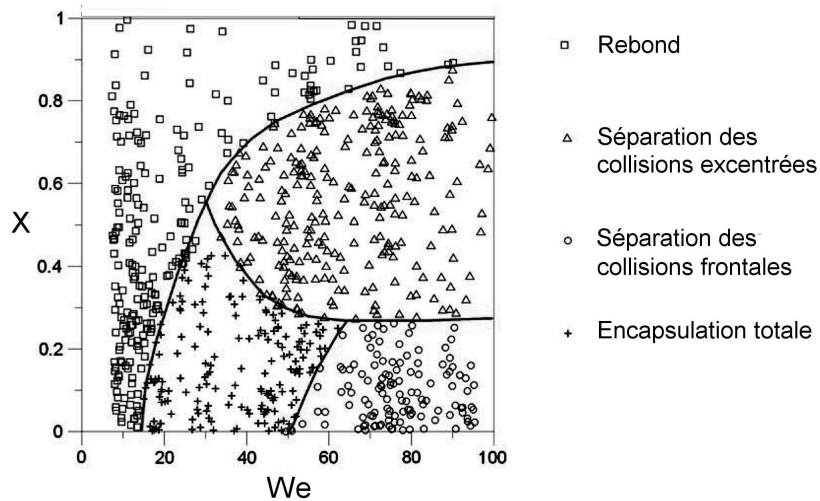 1
0.8
0.6
X
0.4
0.2
0
0 20 40 60 80 100
We
Rebond
Séparation des
collisions excentrées
Séparation des
collisions frontales
Encapsulation totale